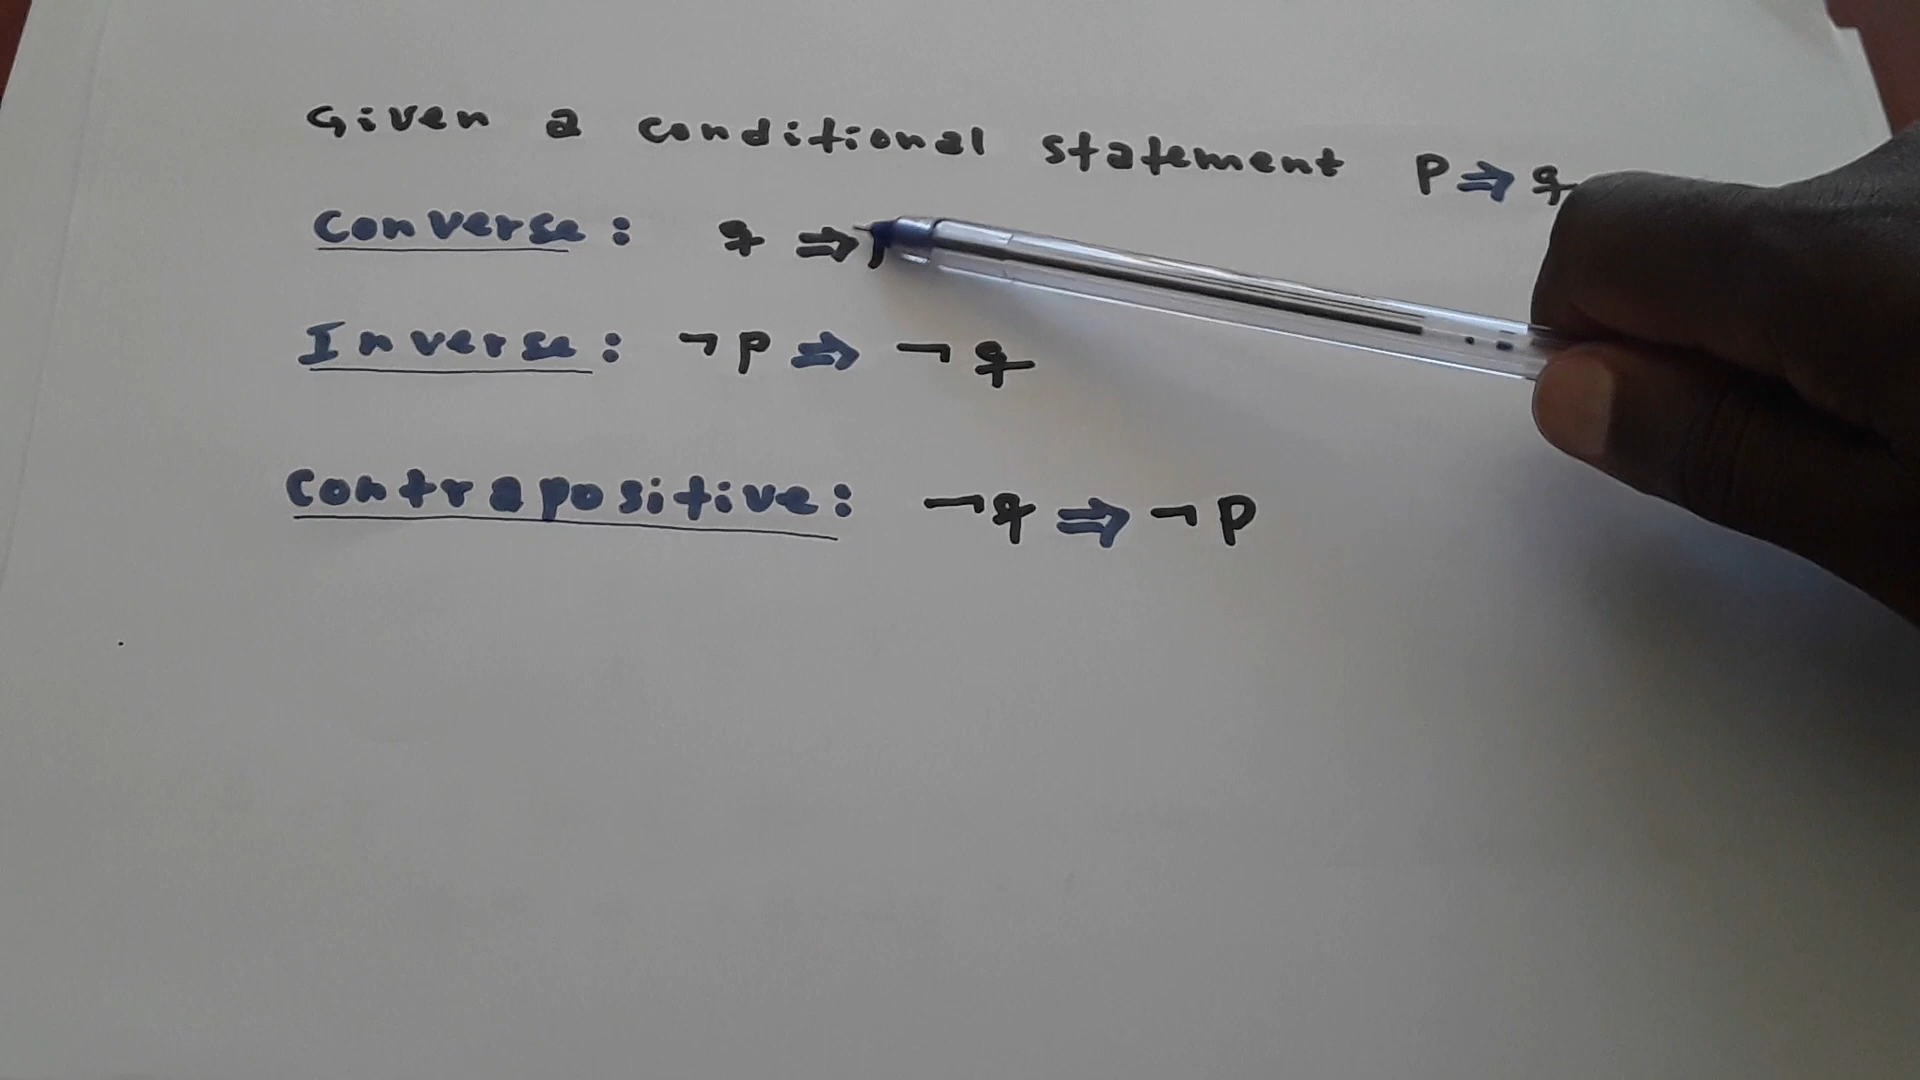 Given a conditional statement P ⇒ q
Converse: q ⇒
Inverse: ¬ p ⇒ ¬ q
Contrapositive: ¬q ⇒ ¬ P